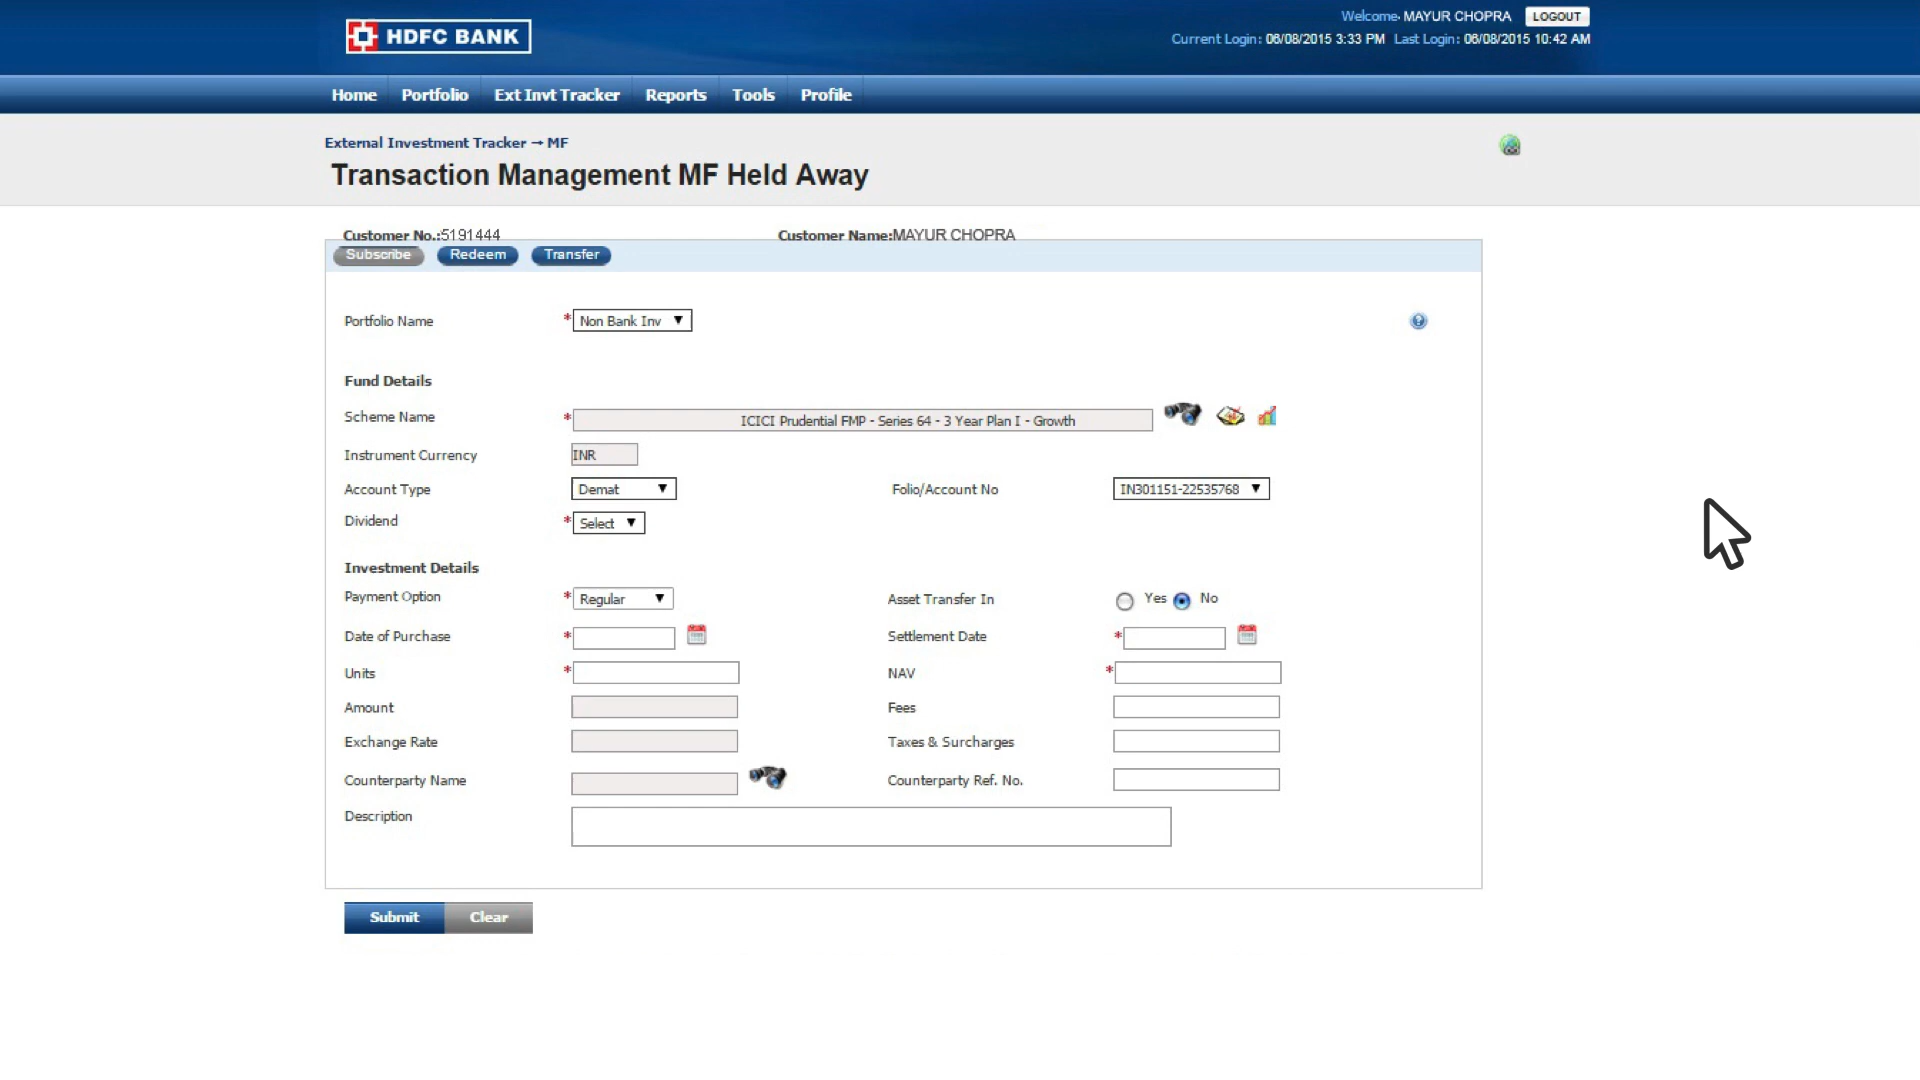 HDFC BANK
Welcome MAYUR CHOPRA LOGOUT
Current Login: 06/08/2015 3:33 PM Last Login: 06/08/2015 10:42 AM
Home Portfolio Ext Invt Tracker Reports Tools Profile
External Investment Tracker → MF
Transaction Management MF Held Away
Customer No.:5191444 Customer Name:MAYUR CHOPRA
Subscribe Redeem Transfer
Portfolio Name * Non Bank Inv
Fund Details
Scheme Name * ICICI Prudential FMP - Series 64 - 3 Year Plan I - Growth
Instrument Currency INR
Account Type Demat Folio/Account No IN301151-22535768
Dividend * Select
Investment Details
Payment Option * Regular Asset Transfer In Yes No
Date of Purchase * Settlement Date *
Units * NAV *
Amount Fees
Exchange Rate Taxes & Surcharges
Counterparty Name Counterparty Ref. No.
Description
Submit Clear